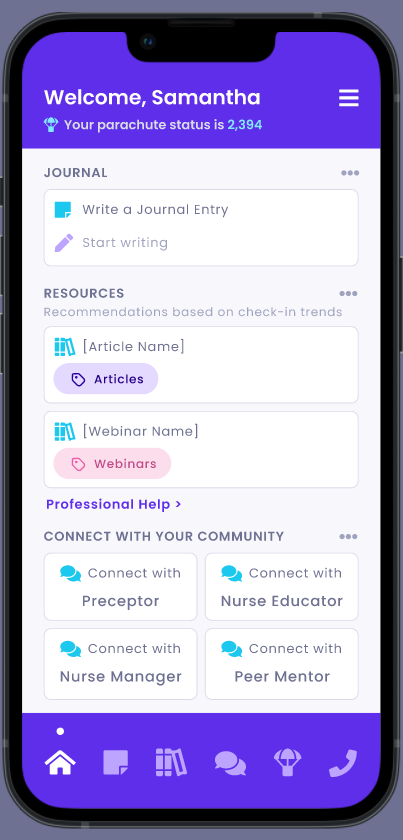 Welcome, Samantha
Your parachute status is 2,394
JOURNAL
Write a Journal Entry
Start writing
RESOURCES
Recommendations based on check-in trends
[Article Name]
Articles
[Webinar Name]
Webinars
Professional Help >
CONNECT WITH YOUR COMMUNITY
Connect with
Preceptor
Connect with
Nurse Educator
Connect with
Nurse Manager
Connect with
Peer Mentor